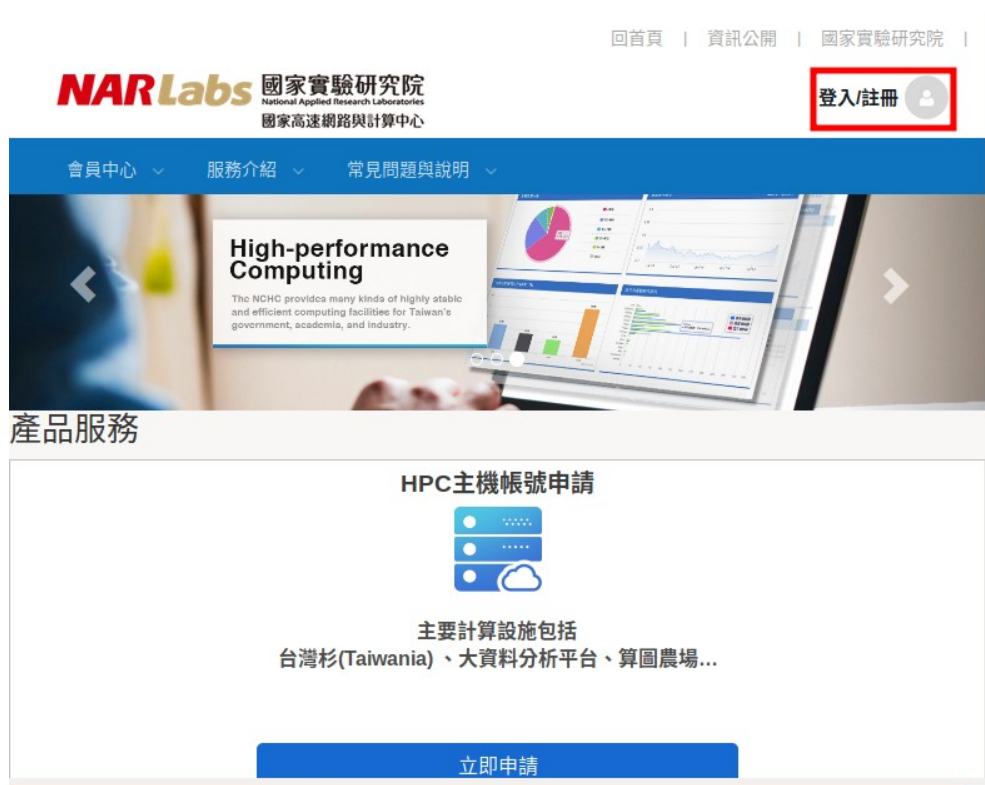 回首頁 | 資訊公開 | 國家實驗研究院 |
NARLabs 國家實驗研究院
National Applied Research Laboratories
國家高速網路與計算中心
登入/註冊
會員中心 服務介紹 常見問題與說明
High-performance
Computing
The NCHC provides many kinds of highly stable
and efficient computing facilities for Taiwan's
government, academia, and industry.
產品服務
HPC主機帳號申請
主要計算設施包括
台灣杉(Taiwania) 、大資料分析平台、算圖農場...
立即申請